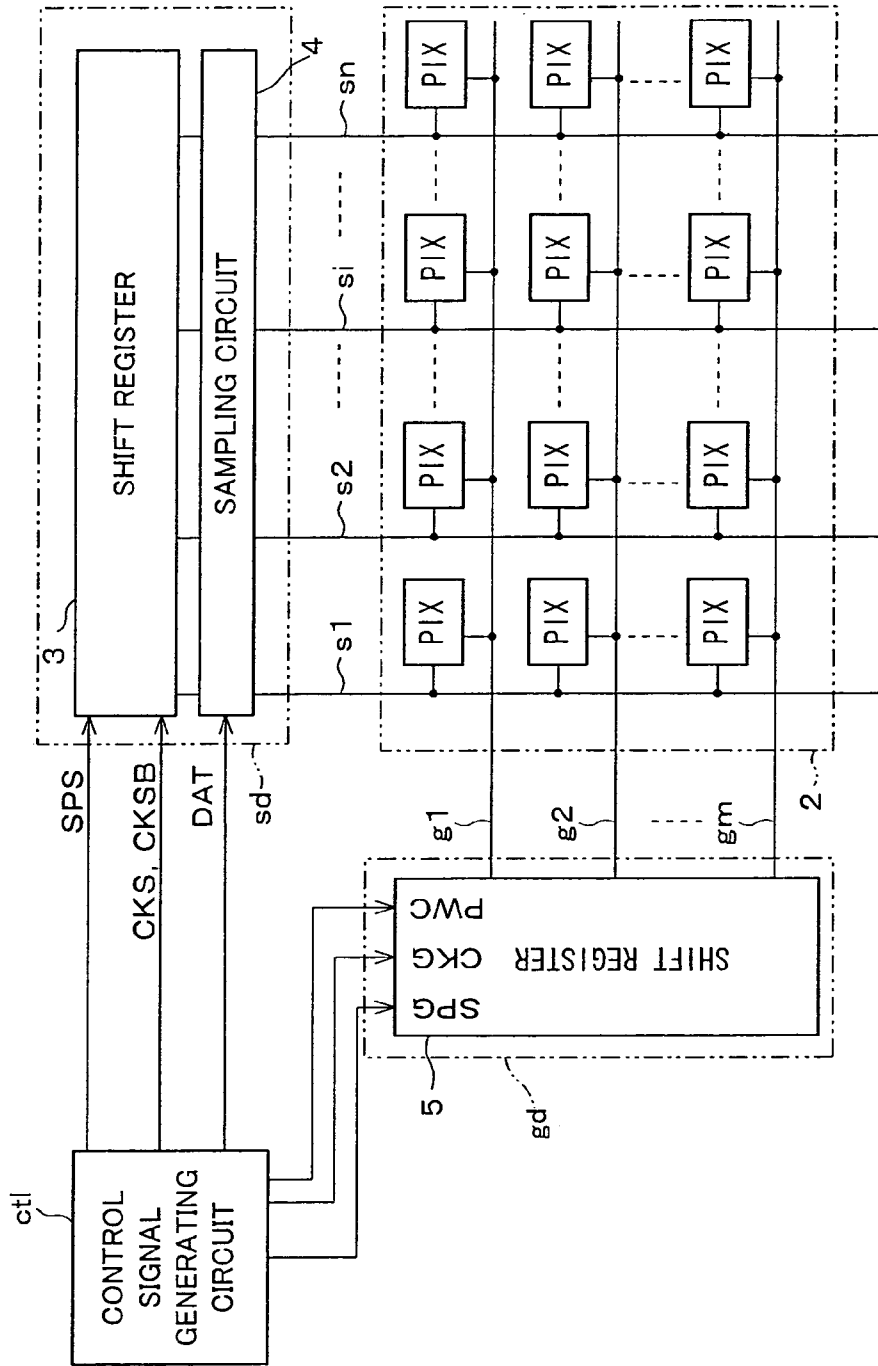 ctl
CONTROL
SIGNAL
GENERATING
CIRCUIT
SPS
CKS, CKSB
DAT
3
SHIFT REGISTER
SAMPLING CIRCUIT
4
sd
s1
s2
si
sn
5
gd
SPG
CKG
PWC
SHIFT REGISTER
g1
g2
gm
2
PIX
PIX
PIX
PIX
PIX
PIX
PIX
PIX
PIX
PIX
PIX
PIX